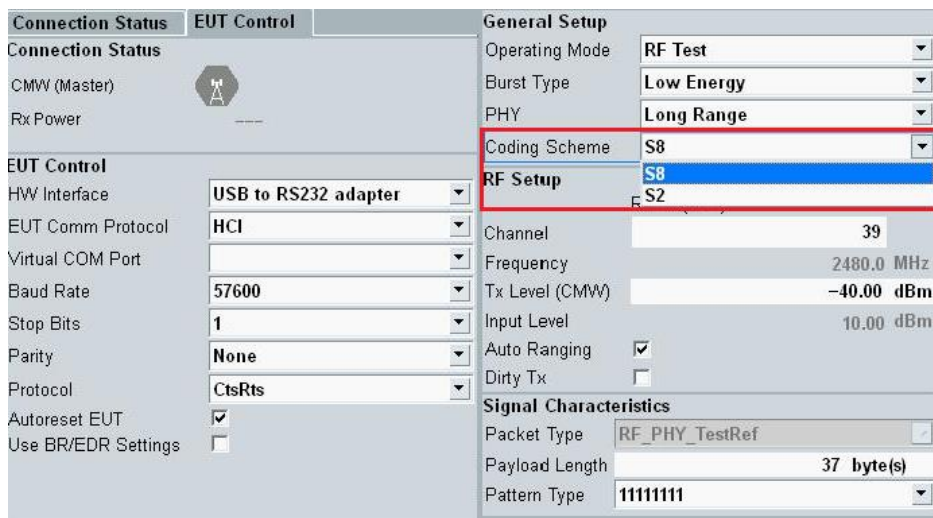 Connection Status
EUT Control
Connection Status
CMW (Master)
Rx Power
EUT Control
HW Interface USB to RS232 adapter
EUT Comm Protocol HCI
Virtual COM Port
Baud Rate 57600
Stop Bits 1
Parity None
Protocol CtsRts
Autoreset EUT
Use BR/EDR Settings
General Setup
Operating Mode RF Test
Burst Type Low Energy
PHY Long Range
Coding Scheme S8
S8
RF Setup
S2
Channel 39
Frequency 2480.0 MHz
Tx Level (CMW) -40.00 dBm
Input Level 10.00 dBm
Auto Ranging
Dirty Tx
Signal Characteristics
Packet Type RF_PHY_TestRef
Payload Length 37 byte(s)
Pattern Type 11111111